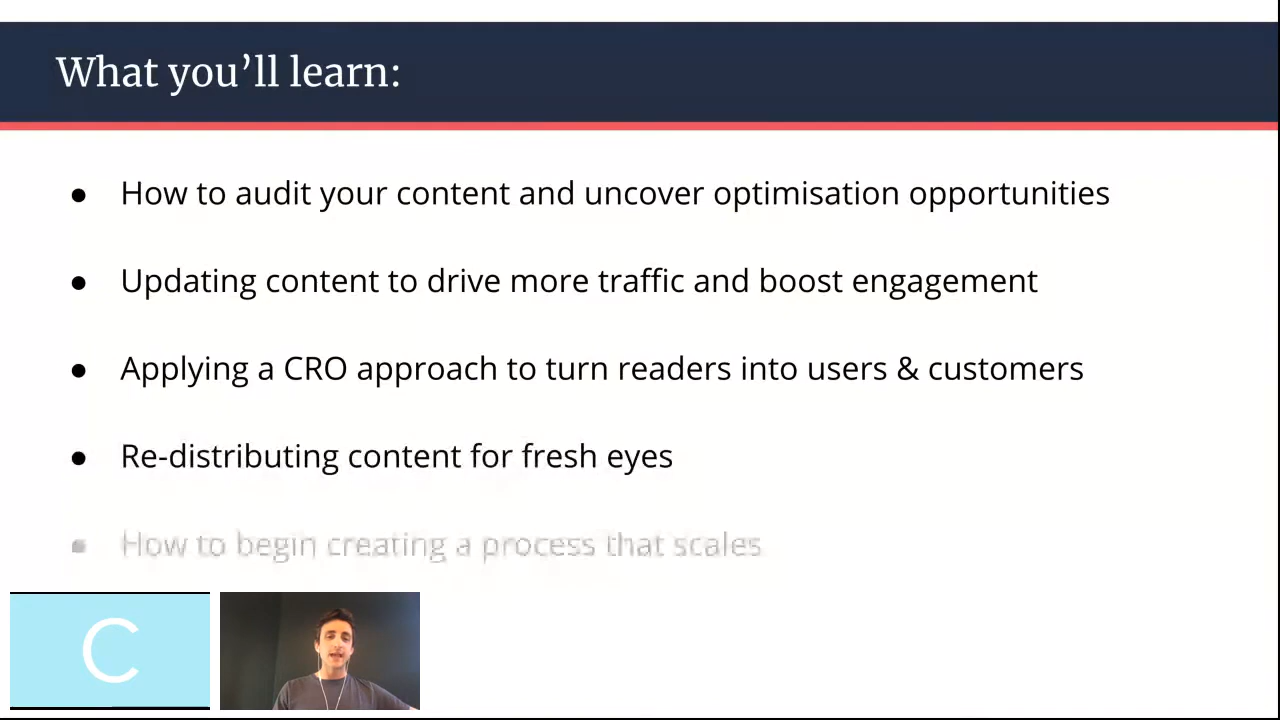 What you’ll learn:
● How to audit your content and uncover optimisation opportunities
● Updating content to drive more traffic and boost engagement
● Applying a CRO approach to turn readers into users & customers
● Re-distributing content for fresh eyes
● How to begin creating a process that scales
C